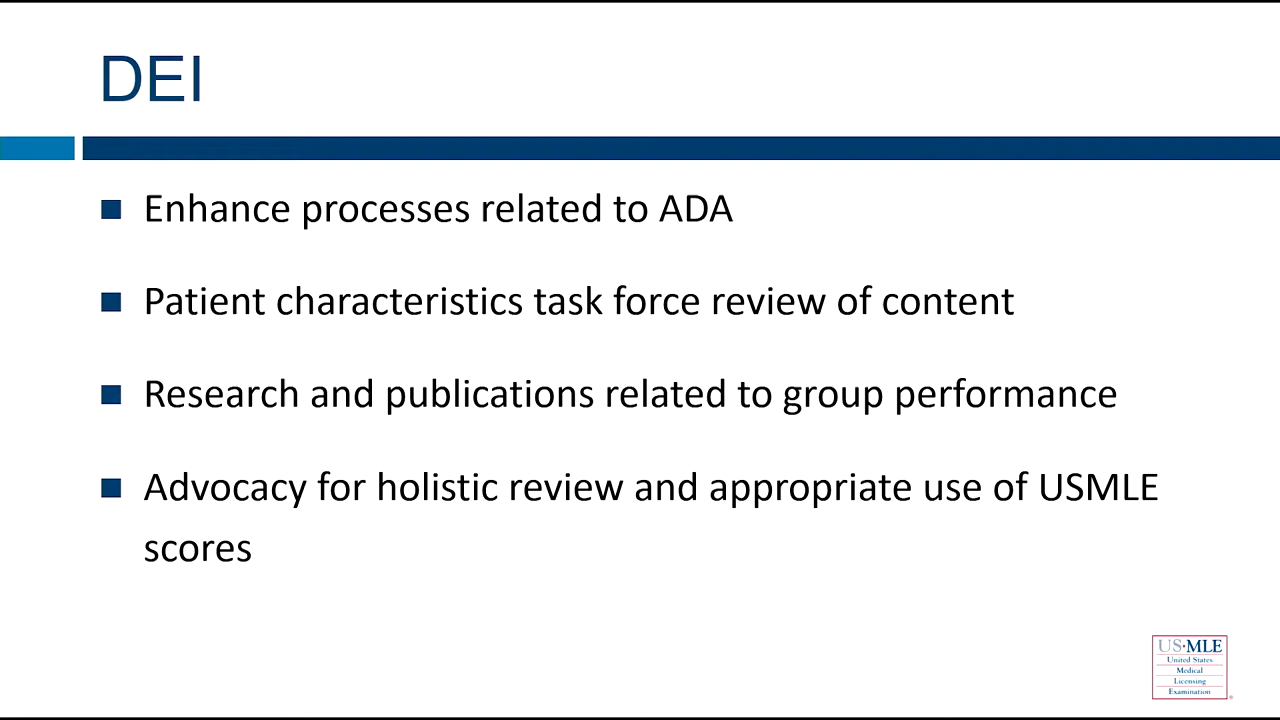 DEI
Enhance processes related to ADA
Patient characteristics task force review of content
Research and publications related to group performance
Advocacy for holistic review and appropriate use of USMLE
scores
US·MLE
United States
Medical
Licensing
Examination
®